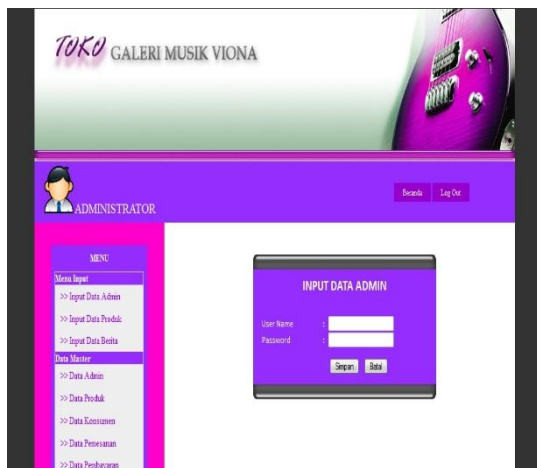 TOKO GALERI MUSIK VIONA
ADMINISTRATOR
Beranda Log Out
MENU
Menu Input
>> Input Data Admin
>> Input Data Produk
>> Input Data Berita
Data Master
>> Data Admin
>> Data Produk
>> Data Konsumen
>> Data Pemesanan
>> Data Pembayaran
INPUT DATA ADMIN
User Name :
Password :
Simpan Batal